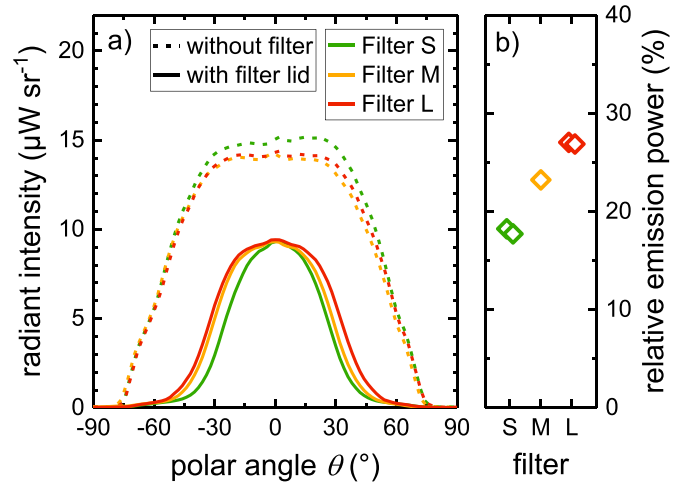 a)
without filter
with filter lid
Filter S
Filter M
Filter L
radiant intensity (µW sr⁻¹)
20
15
10
5
0
-90 -60 -30 0 30 60 90
polar angle θ (°)
b)
40
30
20
10
0
relative emission power (%)
S M L
filter